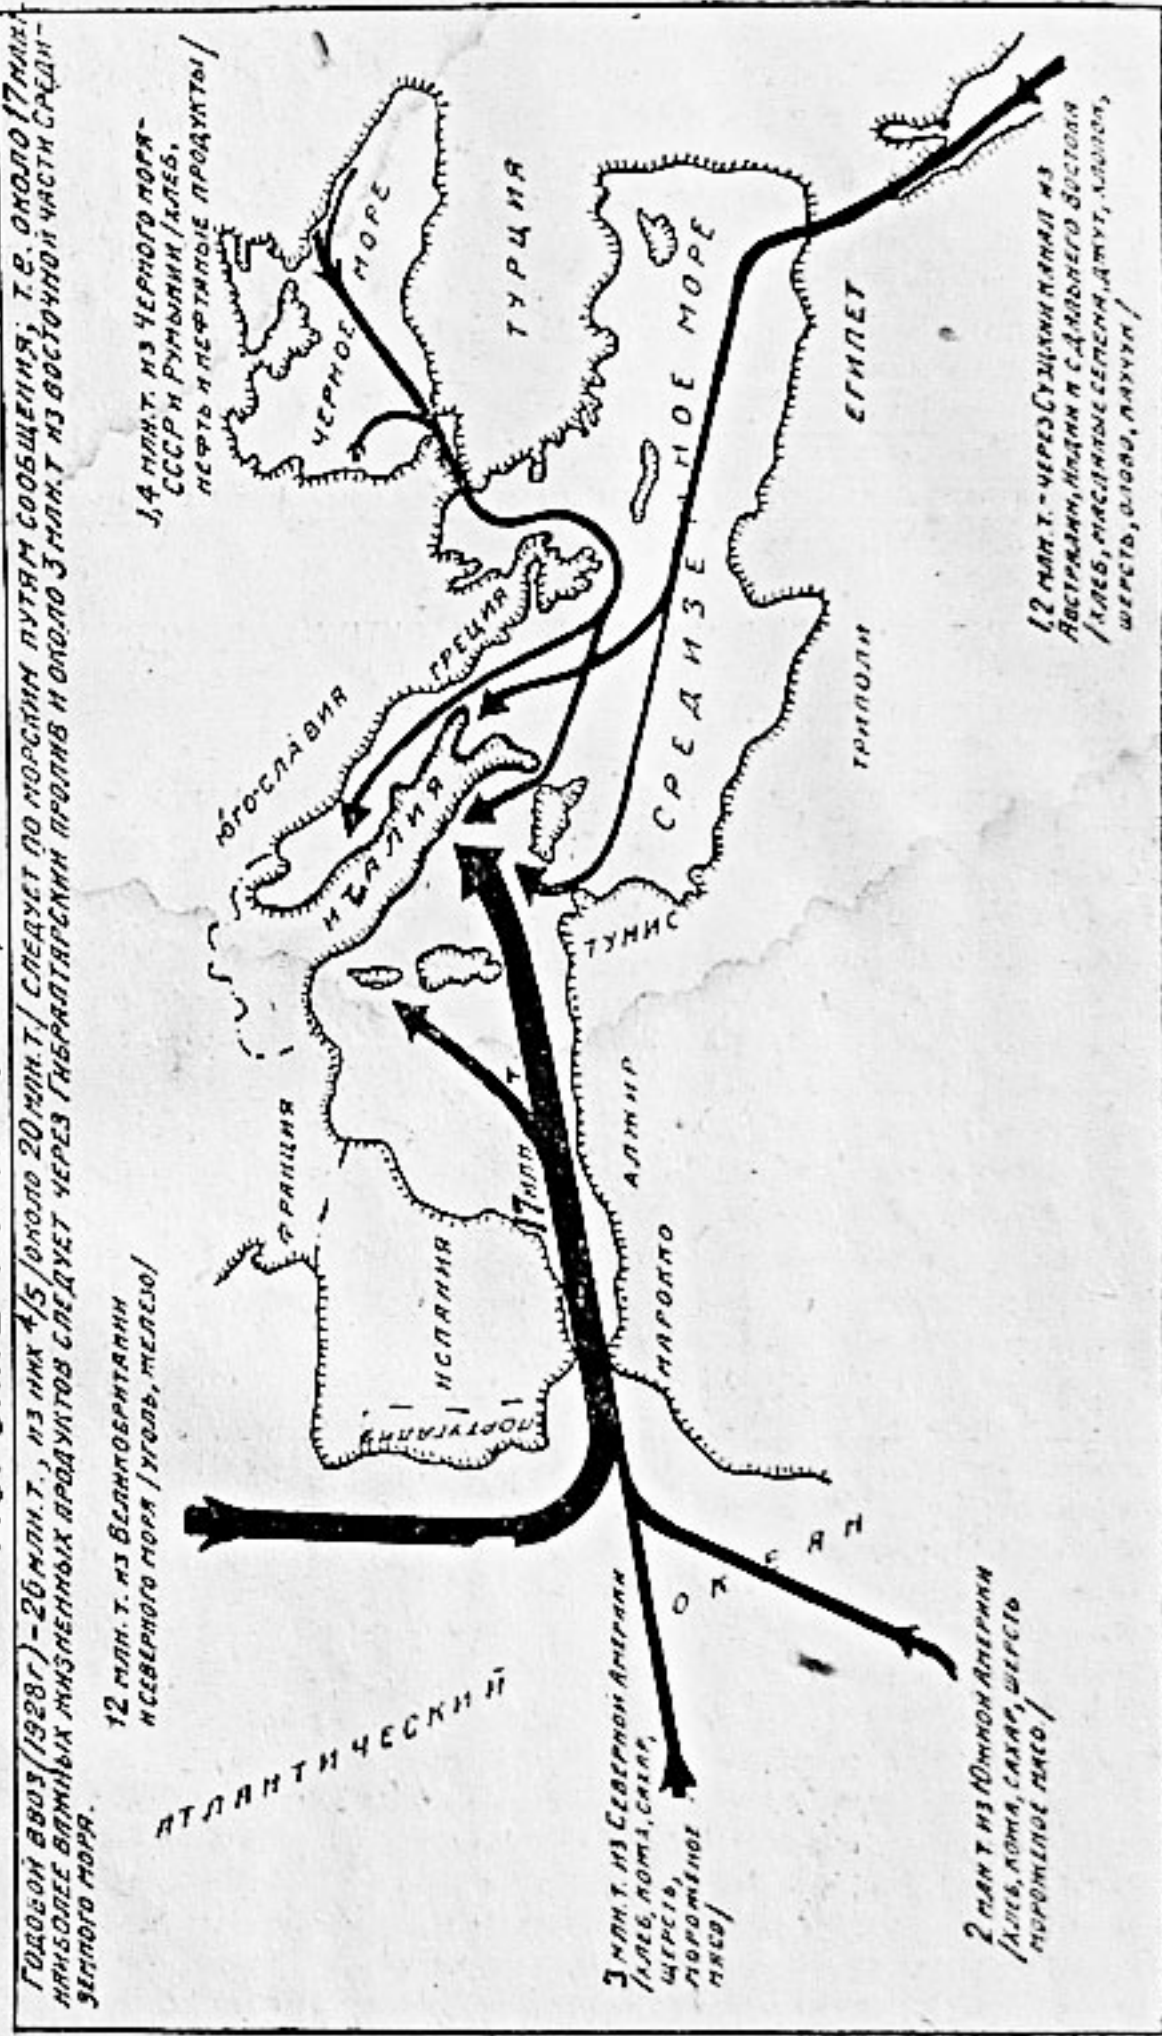 ГОДОВОЙ ВВОЗ (1928г) – 26 МЛН.Т., ИЗ НИХ 4/5 /ОКОЛО 20 МЛН.Т./ СЛЕДУЕТ ПО МОРСКИМ ПУТЯМ СООБЩЕНИЯ, Т.Е. ОКОЛО 17 МЛН.
НАИБОЛЕЕ ВАЖНЫХ ЖИЗНЕННЫХ ПРОДУКТОВ СЛЕДУЕТ ЧЕРЕЗ ГИБРАЛТАРСКИЙ ПРОЛИВ И ОКОЛО 3 МЛН.Т ИЗ ВОСТОЧНОЙ ЧАСТИ СРЕДИ-
ЗЕМНОГО МОРЯ.
12 МЛН.Т. ИЗ ВЕЛИКОБРИТАНИИ
И СЕВЕРНОГО МОРЯ /УГОЛЬ, ЖЕЛЕЗО/
1,4 МЛН.Т. ИЗ ЧЕРНОГО МОРЯ –
СССР И РУМЫНИИ /ХЛЕБ,
НЕФТЬ И НЕФТЯНЫЕ ПРОДУКТЫ/
АТЛАНТИЧЕСКИЙ
ОКЕАН
ФРАНЦИЯ
ЮГО-СЛАВИЯ
ЧЕРНОЕ
МОРЕ
ПОРТУГАЛИЯ
ИСПАНИЯ
ИТАЛИЯ
ГРЕЦИЯ
ТУРЦИЯ
17 МЛН Т
СРЕДИЗЕМНОЕ МОРЕ
МАРОККО
АЛЖИР
ТУНИС
ТРИПОЛИ
ЕГИПЕТ
3 МЛН.Т. ИЗ СЕВЕРНОЙ АМЕРИКИ
/ХЛЕБ, КОЖА, САХАР,
ШЕРСТЬ,
МОРОЖЕНОЕ
МЯСО/
2 МЛН Т. ИЗ ЮЖНОЙ АМЕРИКИ
/ХЛЕБ, КОЖА, САХАР, ШЕРСТЬ
МОРОЖЕНОЕ МЯСО/
1,2 МЛН.Т. – ЧЕРЕЗ СУЭЦКИЙ КАНАЛ ИЗ
АВСТРАЛИИ, ИНДИИ И С ДАЛЬНЕГО ВОСТОКА
/ХЛЕБ, МАСЛЯНЫЕ СЕМЕНА, ДЖУТ, ХЛОПОК,
ШЕРСТЬ, ОЛОВО, КАУЧУК/